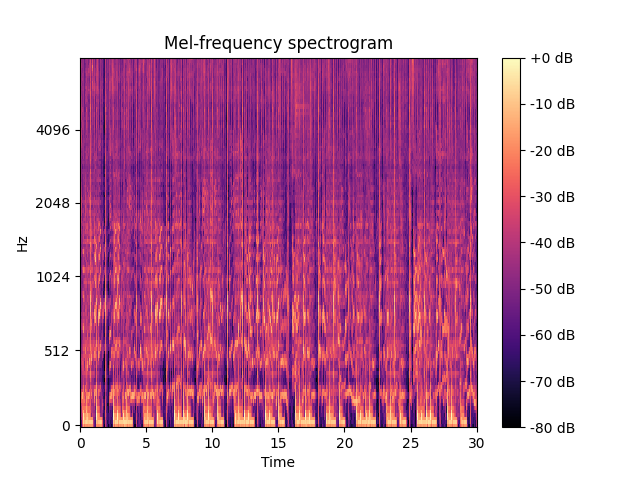 Mel-frequency spectrogram
+0 dB
-10 dB
4096
-20 dB
2048
-30 dB
Hz
-40 dB
1024
-50 dB
-60 dB
512
-70 dB
0
-80 dB
0 5 10 15 20 25 30
Time